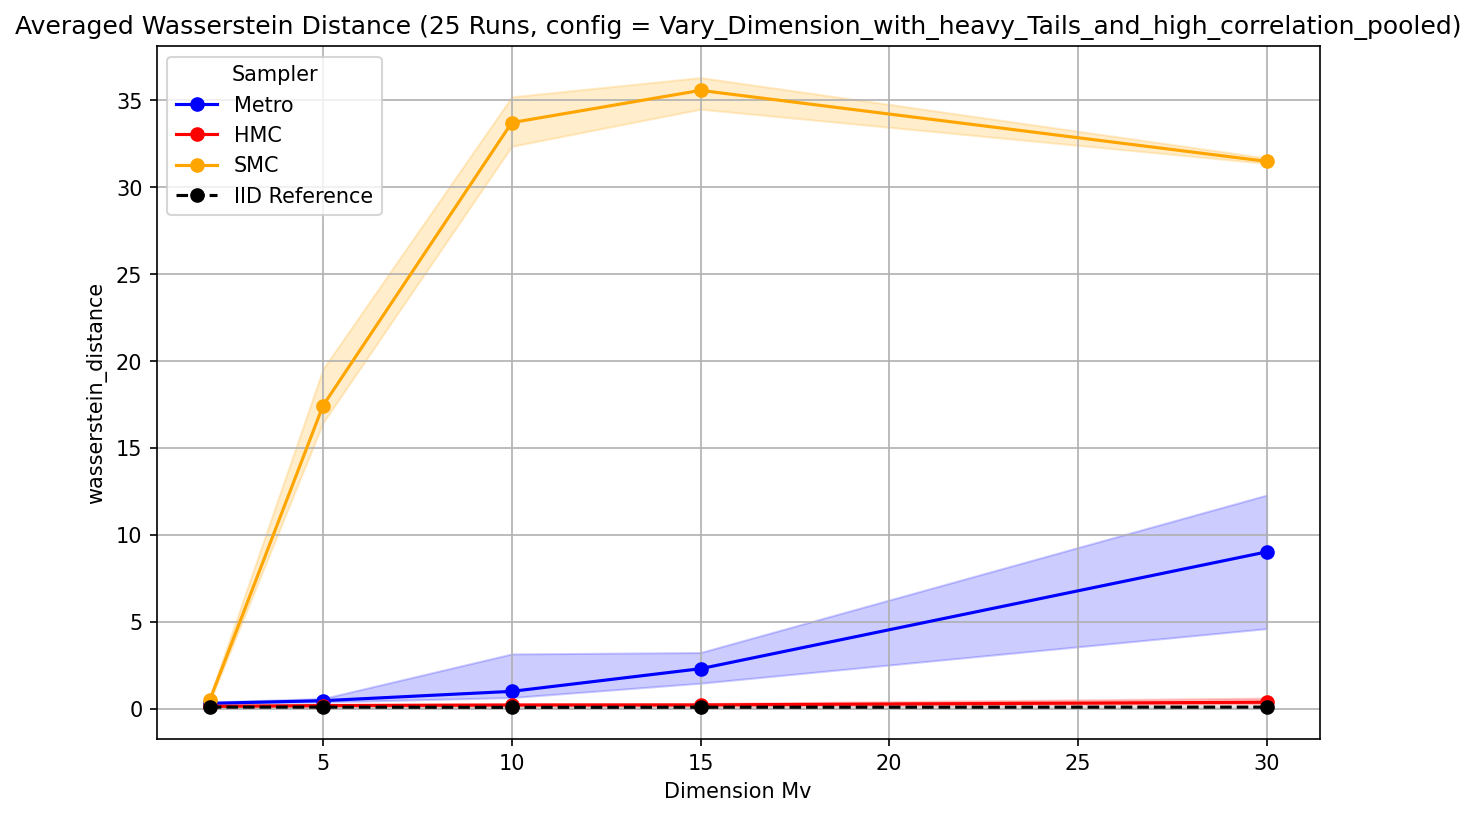 Averaged Wasserstein Distance (25 Runs, config = Vary_Dimension_with_heavy_Tails_and_high_correlation_pooled)
Sampler
Metro
HMC
SMC
IID Reference
wasserstein_distance
35
30
25
20
15
10
5
0
5
10
15
20
25
30
Dimension Mv